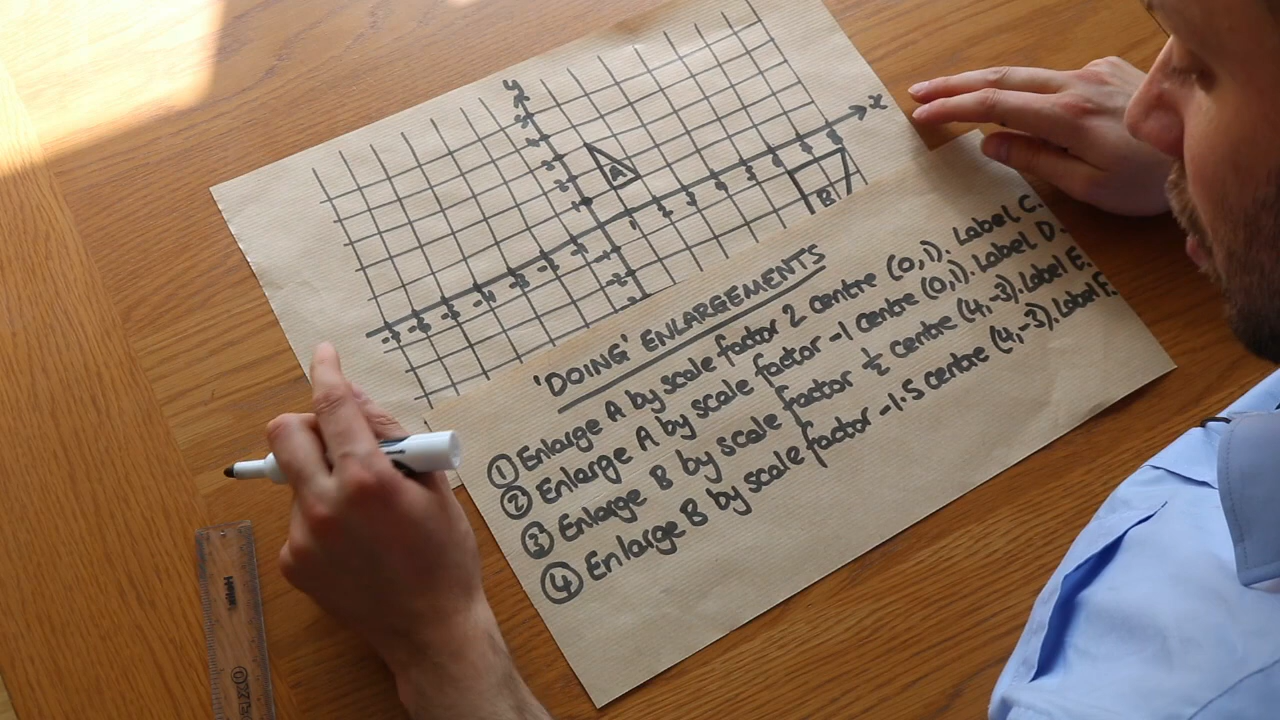 y
x
A
B
'DOING' ENLARGEMENTS
① Enlarge A by scale factor 2 centre (0,1). Label C.
② Enlarge A by scale factor -1 centre (0,1). Label D.
③ Enlarge B by scale factor ½ centre (4,-3). Label E.
④ Enlarge B by scale factor -1.5 centre (4,-3). Label F.